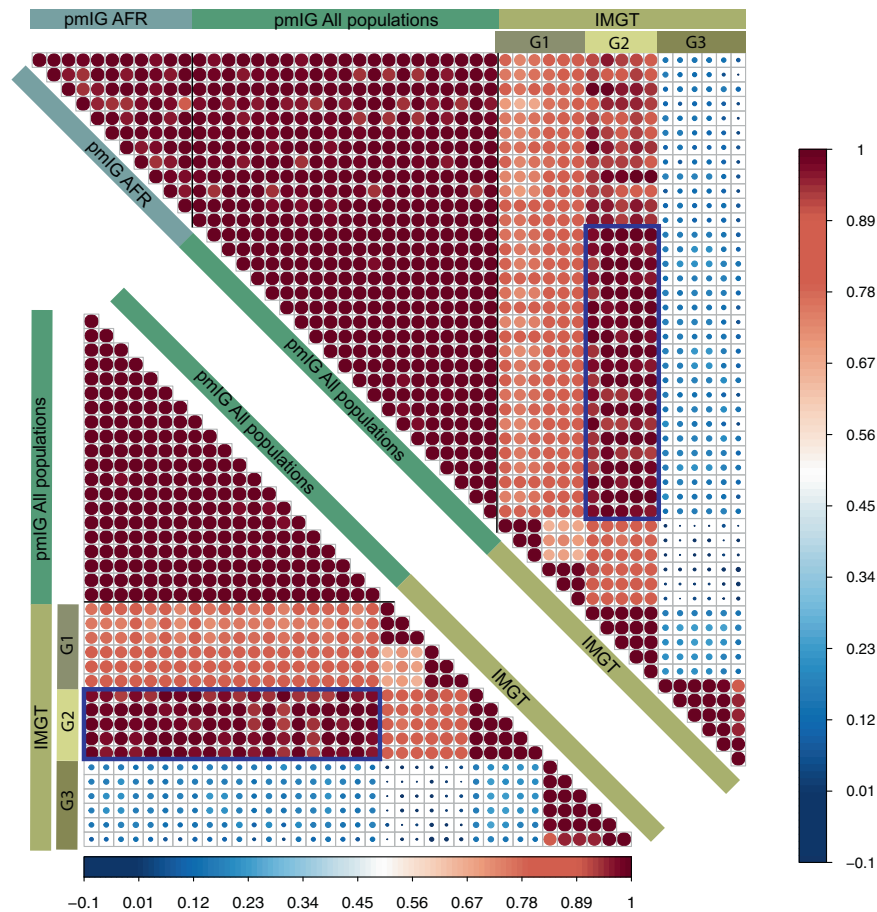 pmIG AFR
pmIG All populations
IMGT
G1
G2
G3
pmIG AFR
pmIG All populations
IMGT
pmIG All populations
IMGT
pmIG All populations
IMGT
G1
G2
G3
1
0.89
0.78
0.67
0.56
0.45
0.34
0.23
0.12
0.01
−0.1
−0.1 0.01 0.12 0.23 0.34 0.45 0.56 0.67 0.78 0.89 1